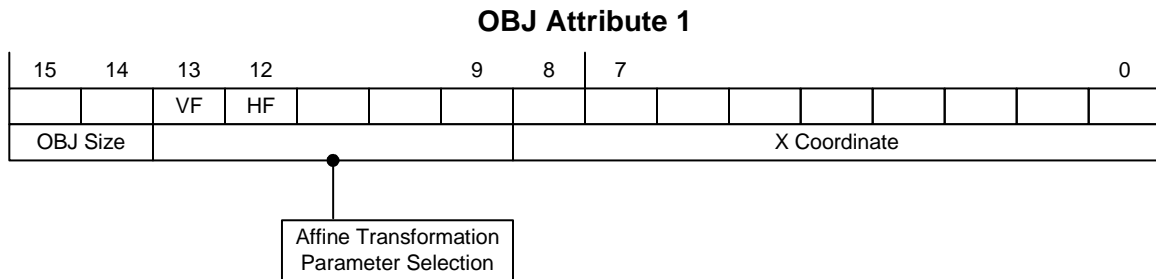 OBJ Attribute 1
15 14 13 12 9 8 7 0
VF HF
OBJ Size X Coordinate
Affine Transformation
Parameter Selection